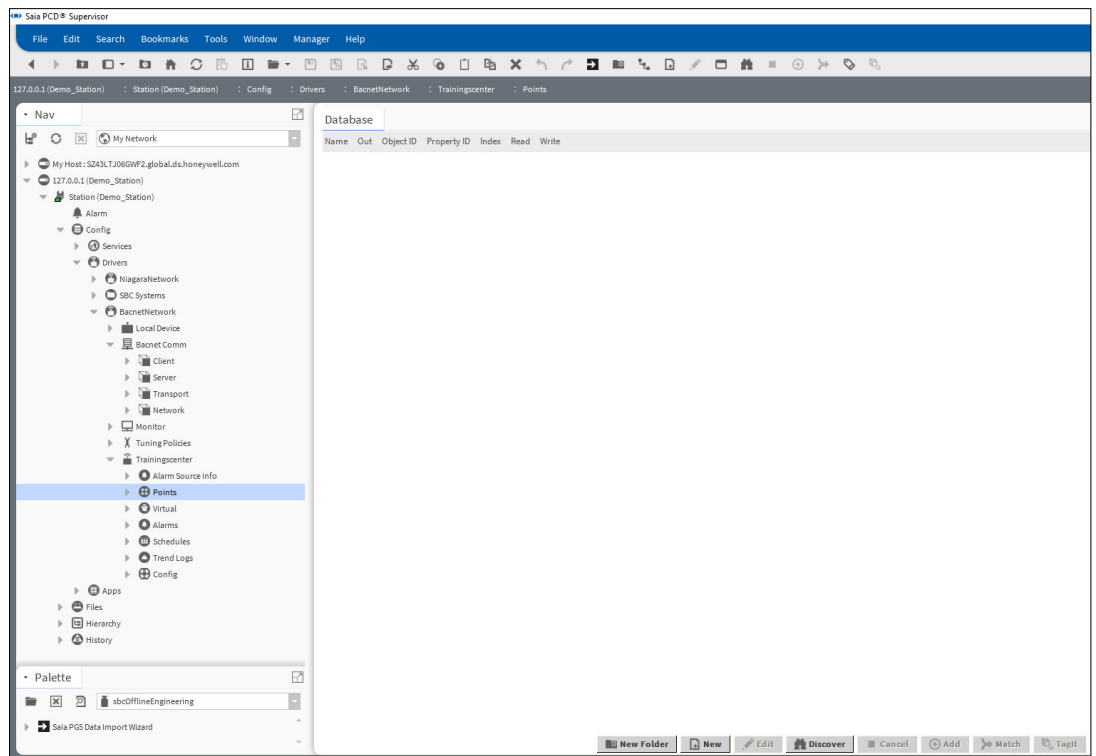 Saia PCD® Supervisor
File Edit Search Bookmarks Tools Window Manager Help
127.0.0.1 (Demo_Station) : Station (Demo_Station) : Config : Drivers : BacnetNetwork : Trainingscenter : Points
Nav
My Network
My Host : SZ43LTJ06GWF2.global.ds.honeywell.com
127.0.0.1 (Demo_Station)
Station (Demo_Station)
Alarm
Config
Services
Drivers
NiagaraNetwork
SBC Systems
BacnetNetwork
Local Device
Bacnet Comm
Client
Server
Transport
Network
Monitor
Tuning Policies
Trainingscenter
Alarm Source Info
Points
Virtual
Alarms
Schedules
Trend Logs
Config
Apps
Files
Hierarchy
History
Palette
sbcOfflineEngineering
Saia PG5 Data Import Wizard
Database
Name Out Object ID Property ID Index Read Write
New Folder New Edit Discover Cancel Add Match TagIt